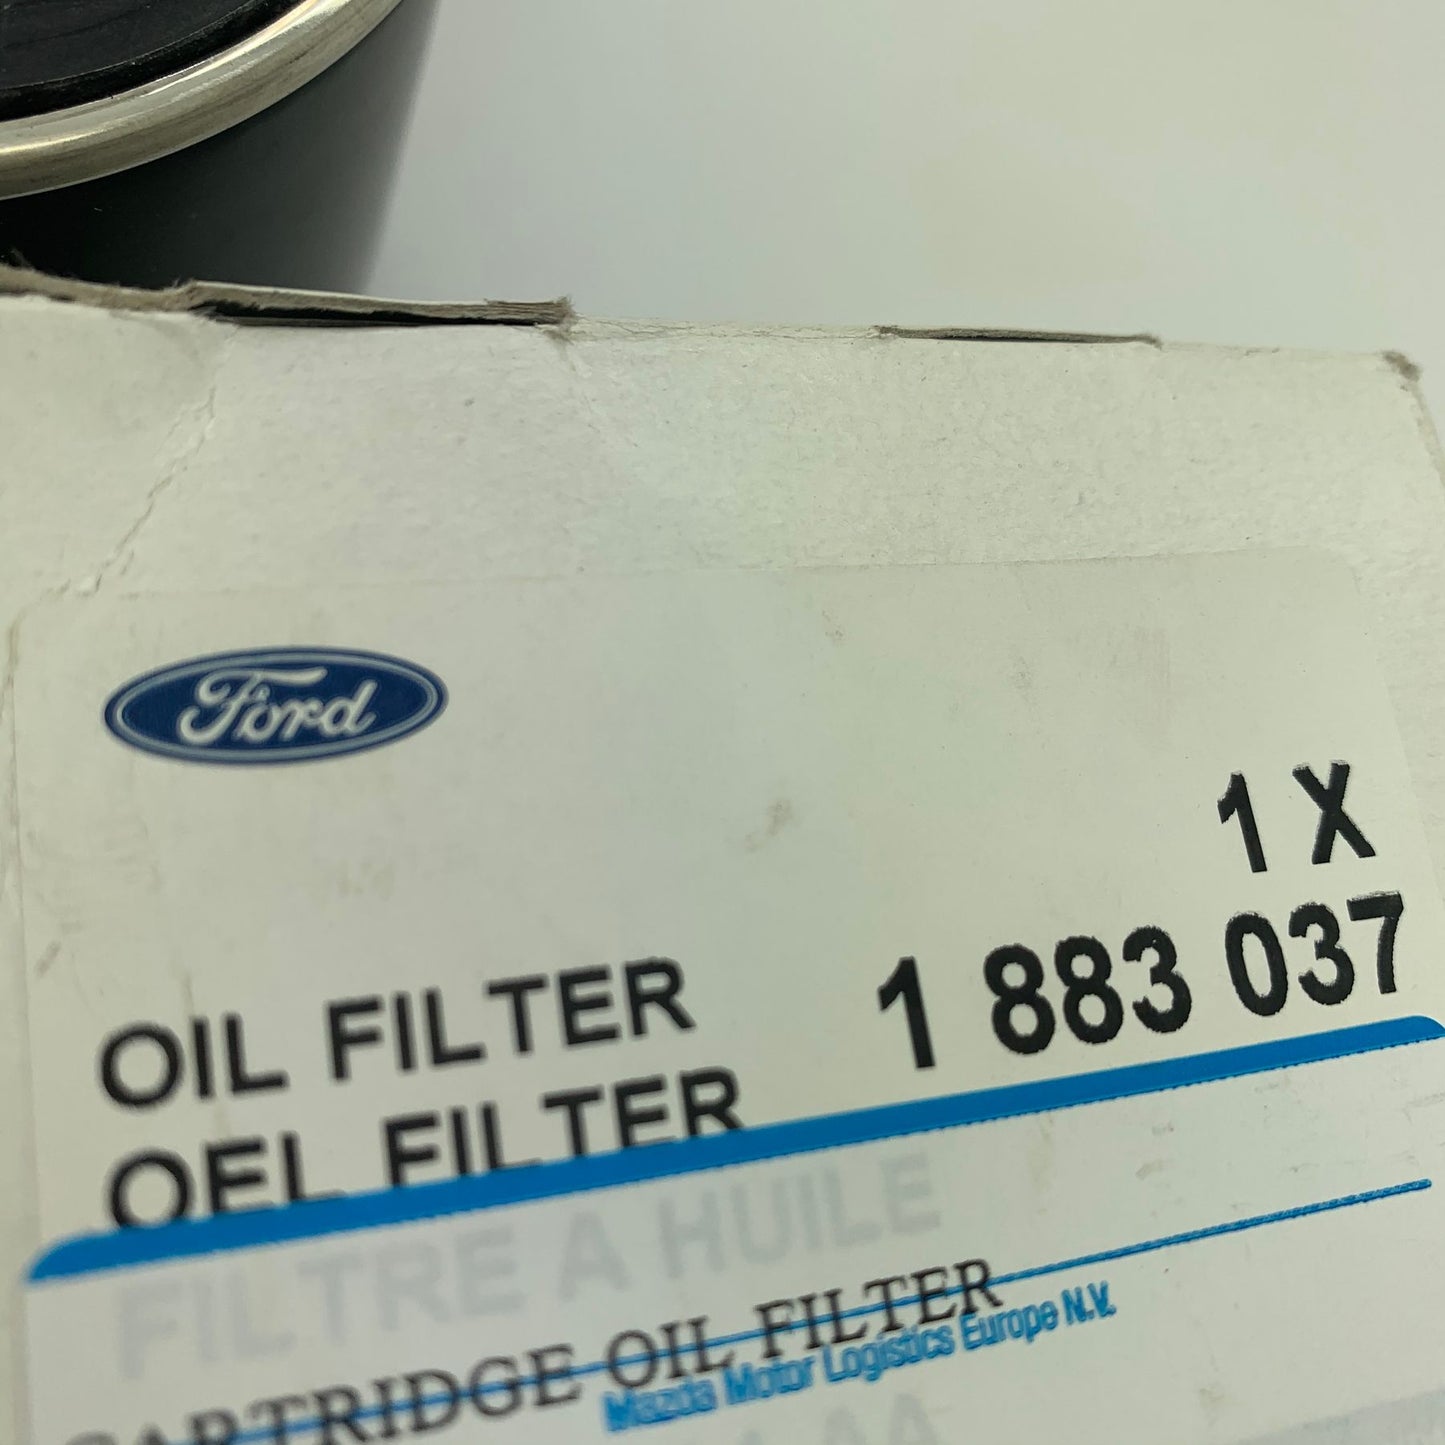 Ford
1 X
OIL FILTER 1 883 037
OEL FILTER
FILTRE A HUILE
CARTRIDGE OIL FILTER
Mazda Motor Logistics Europe N.V.